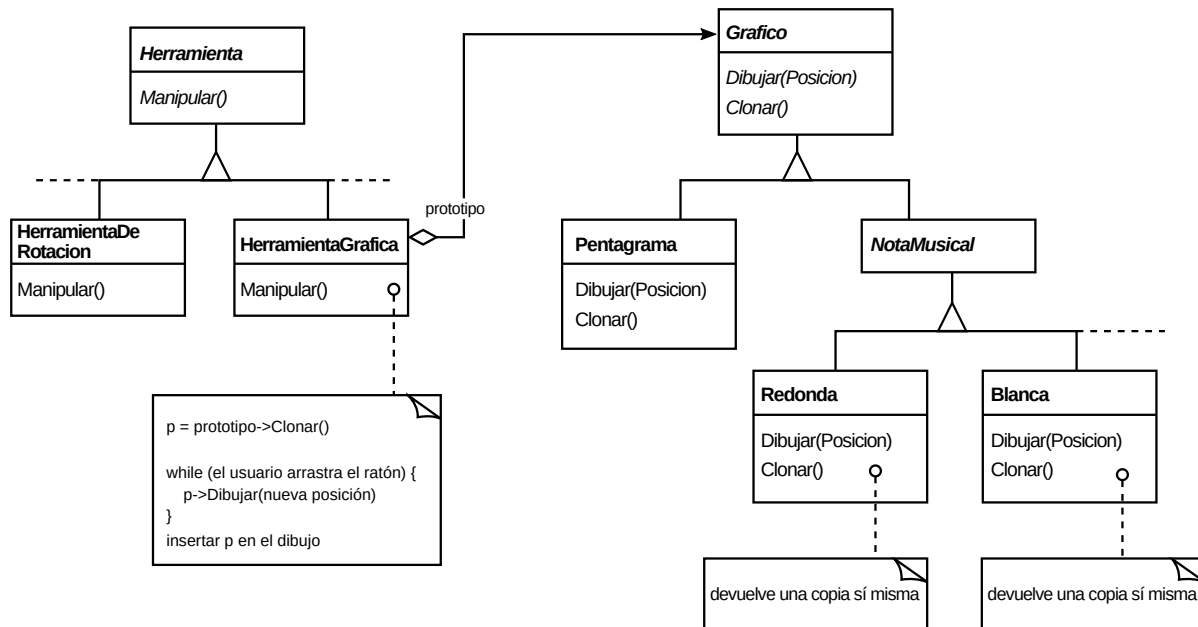 Herramienta
Manipular()
HerramientaDe
Rotacion
Manipular()
HerramientaGrafica
Manipular()
prototipo
p = prototipo->Clonar()
while (el usuario arrastra el ratón) {
p->Dibujar(nueva posición)
}
insertar p en el dibujo
Grafico
Dibujar(Posicion)
Clonar()
Pentagrama
Dibujar(Posicion)
Clonar()
NotaMusical
Redonda
Dibujar(Posicion)
Clonar()
Blanca
Dibujar(Posicion)
Clonar()
devuelve una copia sí misma
devuelve una copia sí misma